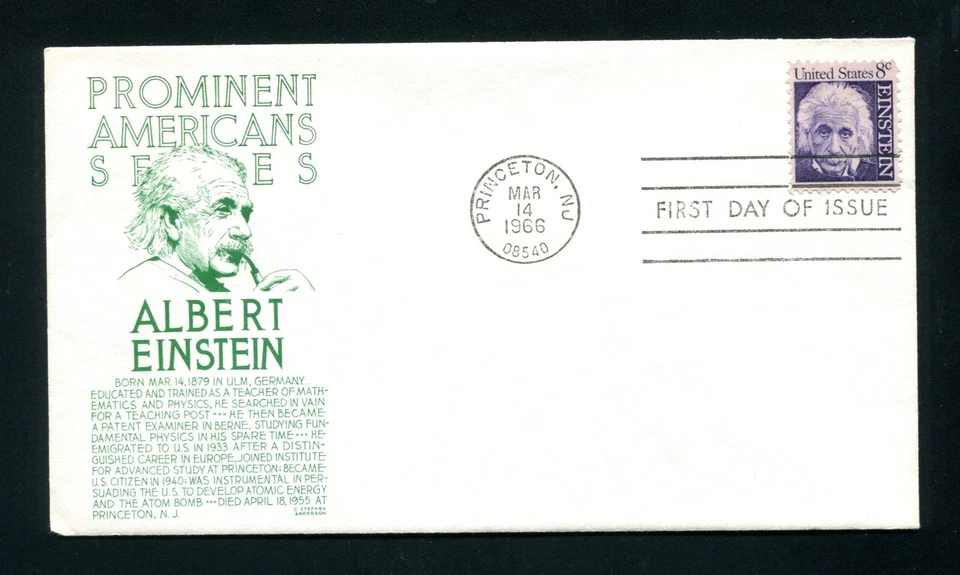 PROMINENT
AMERICANS
S E E S
ALBERT
EINSTEIN
BORN MAR. 14, 1879 IN ULM, GERMANY.
EDUCATED AND TRAINED AS A TEACHER OF MATH-
EMATICS AND PHYSICS, HE SEARCHED IN VAIN
FOR A TEACHING POST ••• HE THEN BECAME
A PATENT EXAMINER IN BERNE, STUDYING FUN-
DAMENTAL PHYSICS IN HIS SPARE TIME ••• HE
EMIGRATED TO U.S. IN 1933 AFTER A DISTIN-
GUISHED CAREER IN EUROPE, JOINED INSTITUTE
FOR ADVANCED STUDY AT PRINCETON; BECAME
U.S. CITIZEN IN 1940; WAS INSTRUMENTAL IN PER-
SUADING THE U.S. TO DEVELOP ATOMIC ENERGY
AND THE ATOM BOMB ••• DIED APRIL 18, 1955 AT
PRINCETON, N. J.
C. STEPHEN
ANDERSON
PRINCETON, NJ
MAR
14
1966
08540
United States 8c
EINSTEIN
FIRST DAY OF ISSUE